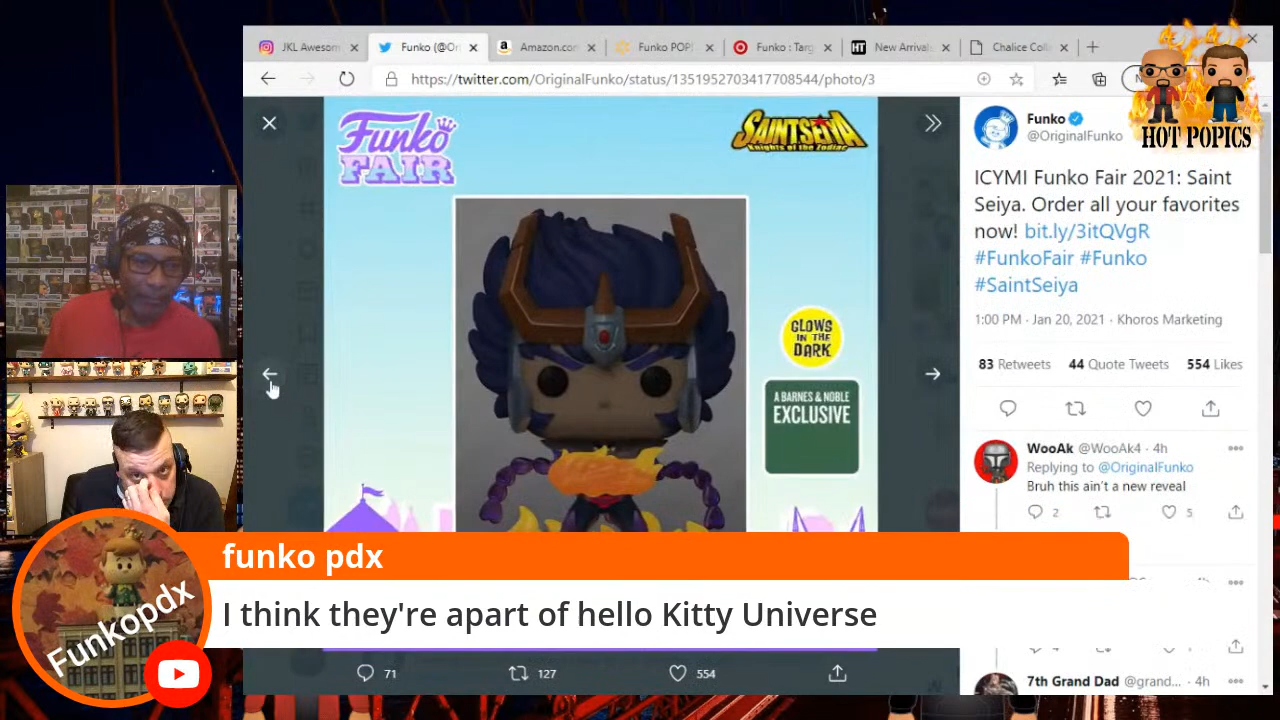 JKL Awesom
Funko (@Or
Amazon.com
Funko POP!
Funko : Targ
New Arrival
Chalice Coll
https://twitter.com/OriginalFunko/status/1351952703417708544/photo/3
HOT POPICS
Funko FAIR
SAINT SEIYA
Knights of the Zodiac
GLOWS
IN THE
DARK
A BARNES & NOBLE
EXCLUSIVE
Funko
@OriginalFunko
ICYMI Funko Fair 2021: Saint
Seiya. Order all your favorites
now! bit.ly/3itQVgR
#FunkoFair #Funko
#SaintSeiya
1:00 PM · Jan 20, 2021 · Khoros Marketing
83 Retweets 44 Quote Tweets 554 Likes
WooAk @WooAk4 · 4h
Replying to @OriginalFunko
Bruh this ain't a new reveal
2 5
funko pdx
I think they're apart of hello Kitty Universe
Funkopdx
71 127 554
7th Grand Dad @grand... · 4h